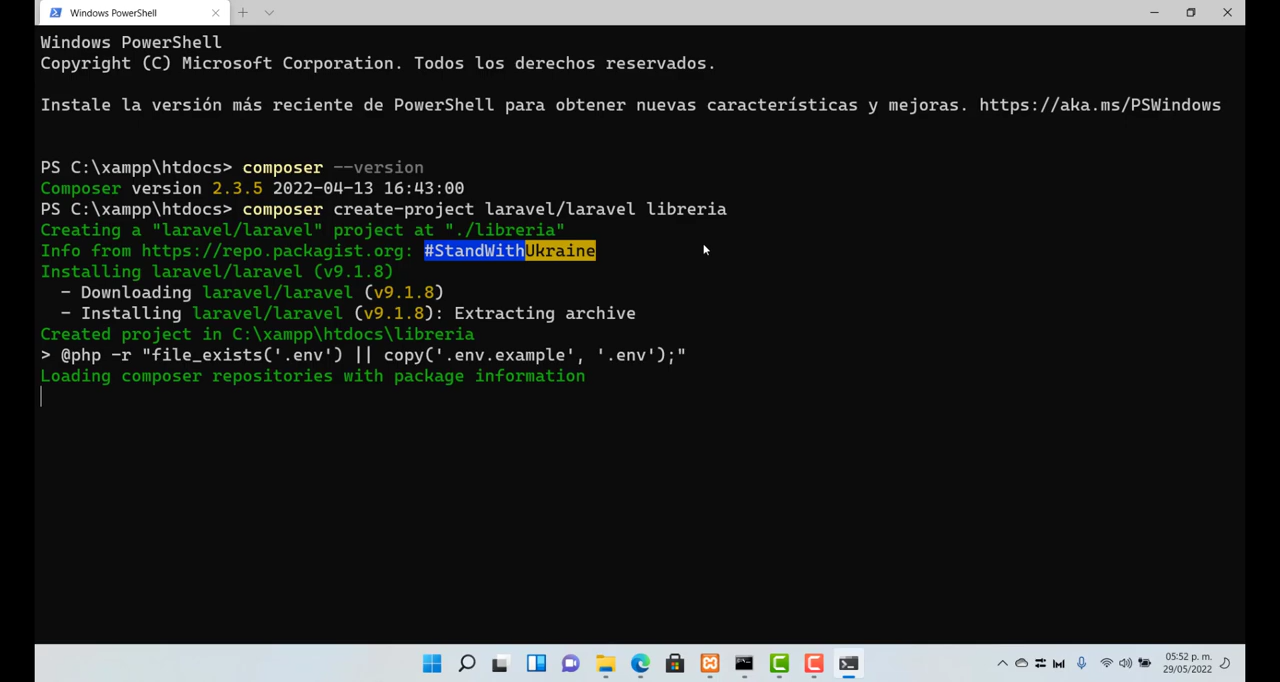 Windows PowerShell
Windows PowerShell
Copyright (C) Microsoft Corporation. Todos los derechos reservados.
Instale la versión más reciente de PowerShell para obtener nuevas características y mejoras. https://aka.ms/PSWindows
PS C:\xampp\htdocs> composer --version
Composer version 2.3.5 2022-04-13 16:43:00
PS C:\xampp\htdocs> composer create-project laravel/laravel libreria
Creating a "laravel/laravel" project at "./libreria"
Info from https://repo.packagist.org: #StandWithUkraine
Installing laravel/laravel (v9.1.8)
- Downloading laravel/laravel (v9.1.8)
- Installing laravel/laravel (v9.1.8): Extracting archive
Created project in C:\xampp\htdocs\libreria
> @php -r "file_exists('.env') || copy('.env.example', '.env');"
Loading composer repositories with package information
05:52 p. m.
29/05/2022